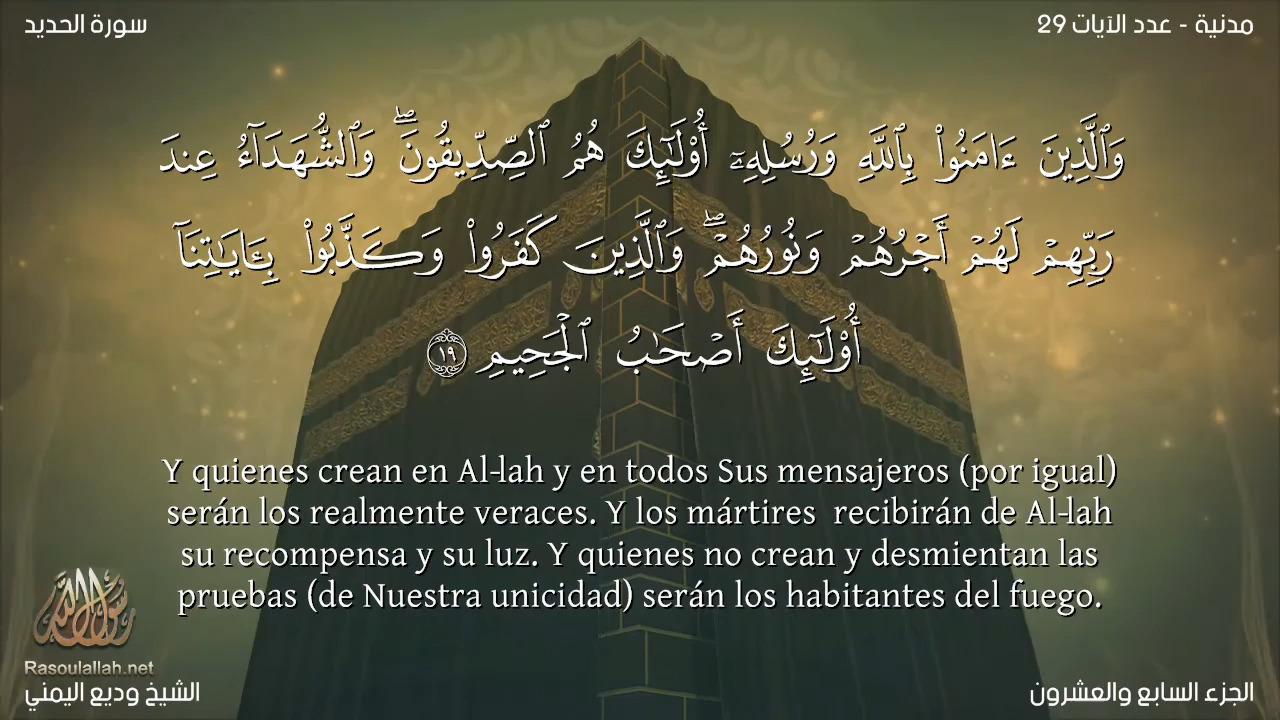 مدنية - عدد الآيات 29
سورة الحديد
وَٱلَّذِينَ ءَامَنُوا۟ بِٱللَّهِ وَرُسُلِهِۦٓ أُو۟لَـٰٓئِكَ هُمُ ٱلصِّدِّيقُونَ ۖ وَٱلشُّهَدَآءُ عِندَ
رَبِّهِمْ لَهُمْ أَجْرُهُمْ وَنُورُهُمْ ۖ وَٱلَّذِينَ كَفَرُوا۟ وَكَذَّبُوا۟ بِـَٔايَـٰتِنَآ
أُو۟لَـٰٓئِكَ أَصْحَـٰبُ ٱلْجَحِيمِ ١٩
Y quienes crean en Al-lah y en todos Sus mensajeros (por igual)
serán los realmente veraces. Y los mártires recibirán de Al-lah
su recompensa y su luz. Y quienes no crean y desmientan las
pruebas (de Nuestra unicidad) serán los habitantes del fuego.
رسول الله
Rasoulallah.net
الشيخ وديع اليمني
الجزء السابع والعشرون